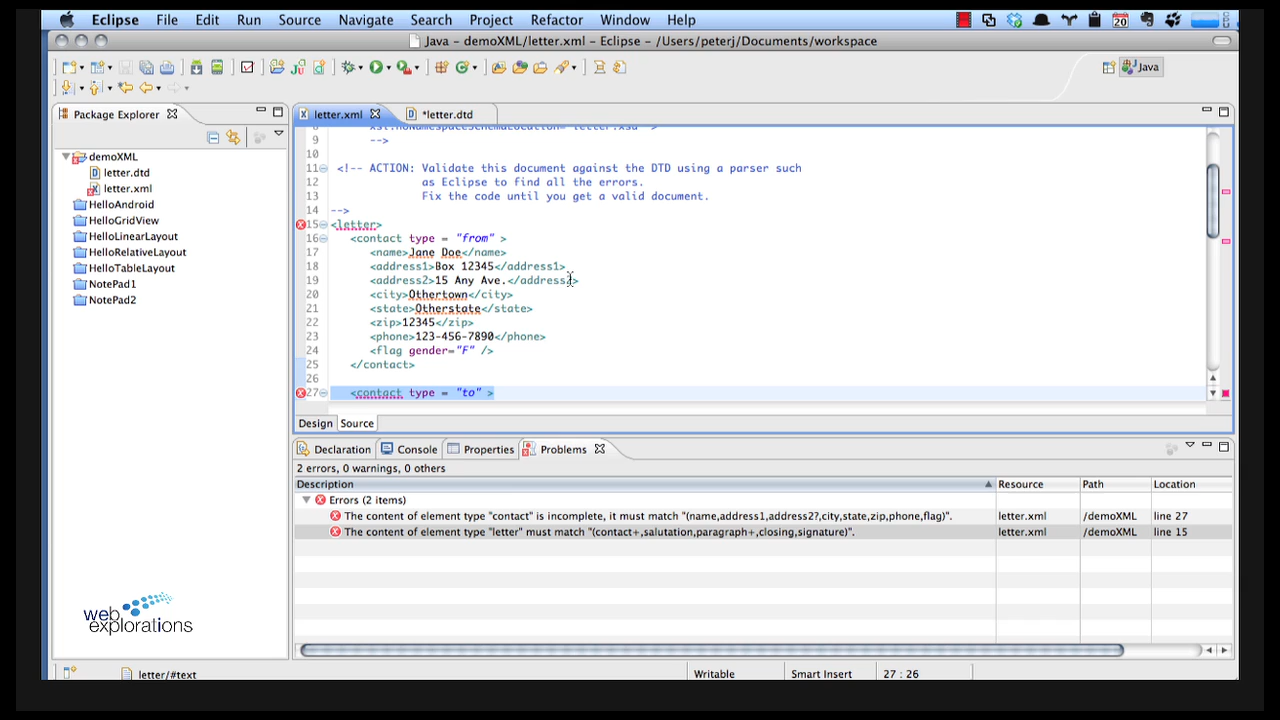 Eclipse File Edit Run Source Navigate Search Project Refactor Window Help 20
Java - demoXML/letter.xml - Eclipse - /Users/peterj/Documents/workspace
Java
Package Explorer
demoXML
letter.dtd
letter.xml
HelloAndroid
HelloGridView
HelloLinearLayout
HelloRelativeLayout
HelloTableLayout
NotePad1
NotePad2
web explorations
letter.xml *letter.dtd
9 -->
10
11 <!-- ACTION: Validate this document against the DTD using a parser such
12 as Eclipse to find all the errors.
13 Fix the code until you get a valid document.
14 -->
15 <letter>
16 <contact type = "from" >
17 <name>Jane Doe</name>
18 <address1>Box 12345</address1>
19 <address2>15 Any Ave.</address2>
20 <city>Othertown</city>
21 <state>Otherstate</state>
22 <zip>12345</zip>
23 <phone>123-456-7890</phone>
24 <flag gender="F" />
25 </contact>
26
27 <contact type = "to" >
Design Source
Declaration Console Properties Problems
2 errors, 0 warnings, 0 others
Description Resource Path Location
Errors (2 items)
The content of element type "contact" is incomplete, it must match "(name,address1,address2?,city,state,zip,phone,flag)". letter.xml /demoXML line 27
The content of element type "letter" must match "(contact+,salutation,paragraph+,closing,signature)". letter.xml /demoXML line 15
letter/#text Writable Smart Insert 27 : 26